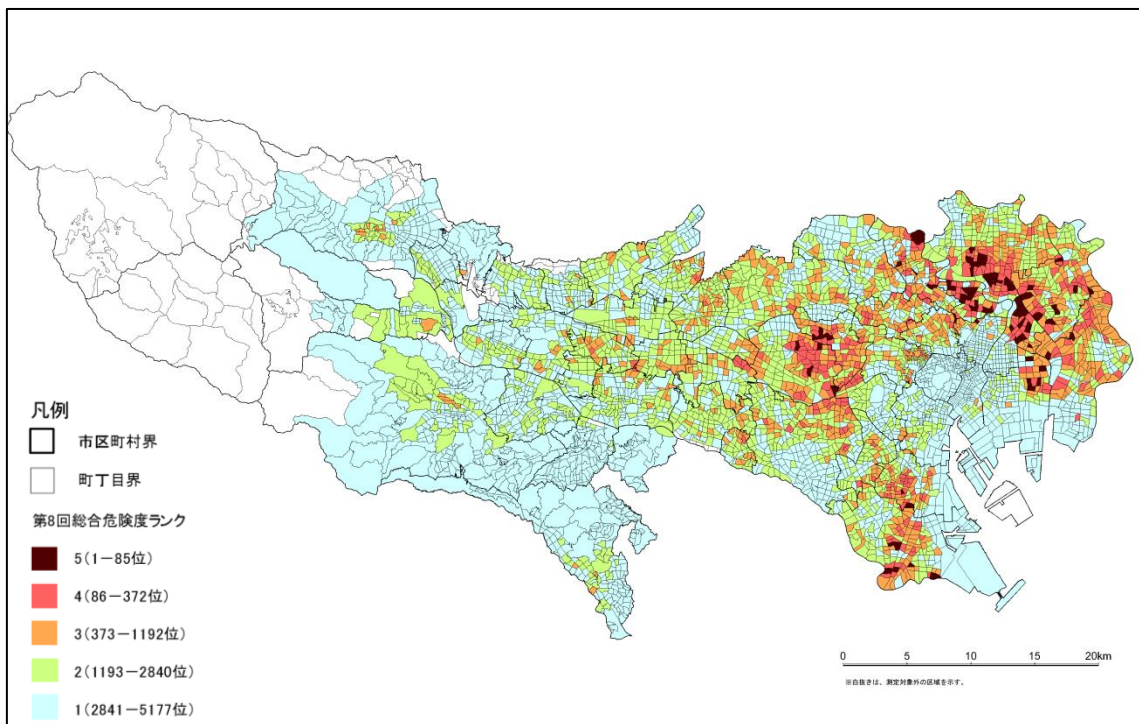 凡例
市区町村界
町丁目界
第8回総合危険度ランク
5(1－85位)
4(86－372位)
3(373－1192位)
2(1193－2840位)
1(2841－5177位)
0 5 10 15 20km
※白抜きは、測定対象外の区域を示す。